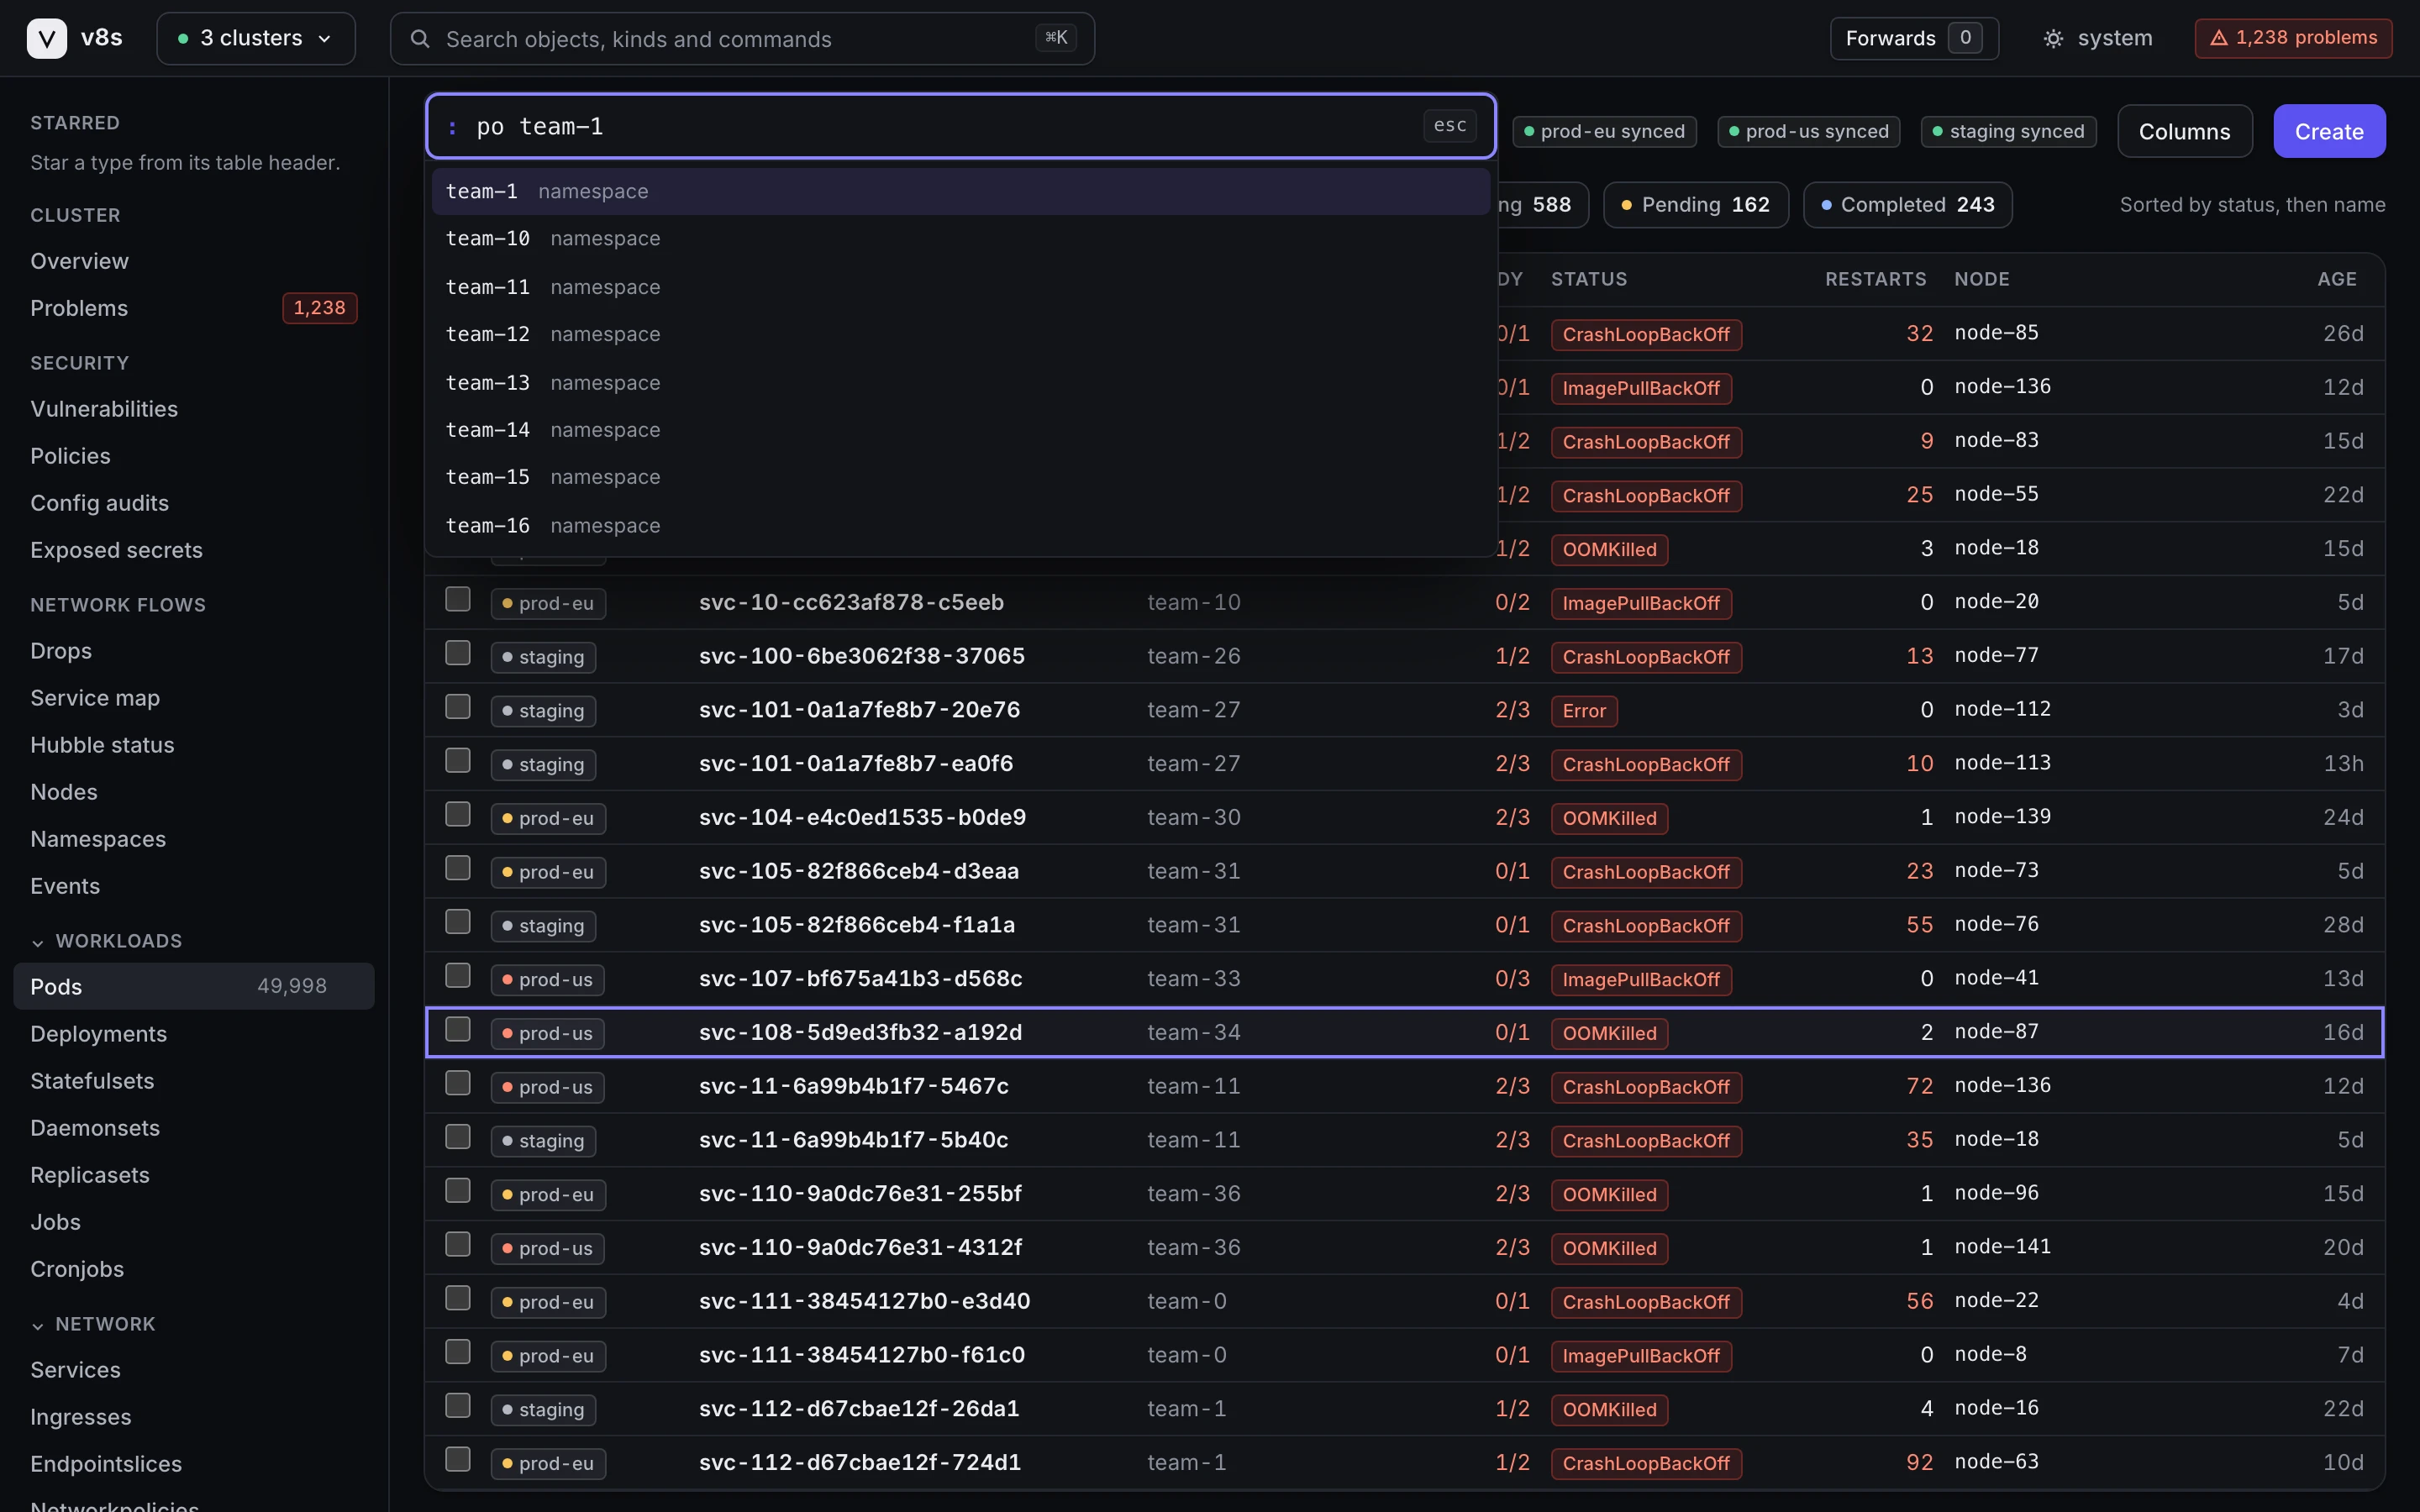 v8s
3 clusters
Search objects, kinds and commands
⌘K
Forwards 0
system
1,238 problems
STARRED
Star a type from its table header.
CLUSTER
Overview
Problems 1,238
SECURITY
Vulnerabilities
Policies
Config audits
Exposed secrets
NETWORK FLOWS
Drops
Service map
Hubble status
Nodes
Namespaces
Events
WORKLOADS
Pods 49,998
Deployments
Statefulsets
Daemonsets
Replicasets
Jobs
Cronjobs
NETWORK
Services
Ingresses
Endpointslices
Networkpolicies
: po team-1 esc
team-1 namespace
team-10 namespace
team-11 namespace
team-12 namespace
team-13 namespace
team-14 namespace
team-15 namespace
team-16 namespace
prod-eu synced
prod-us synced
staging synced
Columns
Create
588
Pending 162
Completed 243
Sorted by status, then name
STATUS RESTARTS NODE AGE
0/1 CrashLoopBackOff 32 node-85 26d
0/1 ImagePullBackOff 0 node-136 12d
1/2 CrashLoopBackOff 9 node-83 15d
1/2 CrashLoopBackOff 25 node-55 22d
1/2 OOMKilled 3 node-18 15d
prod-eu svc-10-cc623af878-c5eeb team-10 0/2 ImagePullBackOff 0 node-20 5d
staging svc-100-6be3062f38-37065 team-26 1/2 CrashLoopBackOff 13 node-77 17d
staging svc-101-0a1a7fe8b7-20e76 team-27 2/3 Error 0 node-112 3d
staging svc-101-0a1a7fe8b7-ea0f6 team-27 2/3 CrashLoopBackOff 10 node-113 13h
prod-eu svc-104-e4c0ed1535-b0de9 team-30 2/3 OOMKilled 1 node-139 24d
prod-eu svc-105-82f866ceb4-d3eaa team-31 0/1 CrashLoopBackOff 23 node-73 5d
staging svc-105-82f866ceb4-f1a1a team-31 0/1 CrashLoopBackOff 55 node-76 28d
prod-us svc-107-bf675a41b3-d568c team-33 0/3 ImagePullBackOff 0 node-41 13d
prod-us svc-108-5d9ed3fb32-a192d team-34 0/1 OOMKilled 2 node-87 16d
prod-us svc-11-6a99b4b1f7-5467c team-11 2/3 CrashLoopBackOff 72 node-136 12d
staging svc-11-6a99b4b1f7-5b40c team-11 2/3 CrashLoopBackOff 35 node-18 5d
prod-eu svc-110-9a0dc76e31-255bf team-36 2/3 OOMKilled 1 node-96 15d
prod-us svc-110-9a0dc76e31-4312f team-36 2/3 OOMKilled 1 node-141 20d
prod-eu svc-111-38454127b0-e3d40 team-0 0/1 CrashLoopBackOff 56 node-22 4d
prod-eu svc-111-38454127b0-f61c0 team-0 0/1 ImagePullBackOff 0 node-8 7d
staging svc-112-d67cbae12f-26da1 team-1 1/2 OOMKilled 4 node-16 22d
prod-eu svc-112-d67cbae12f-724d1 team-1 1/2 CrashLoopBackOff 92 node-63 10d